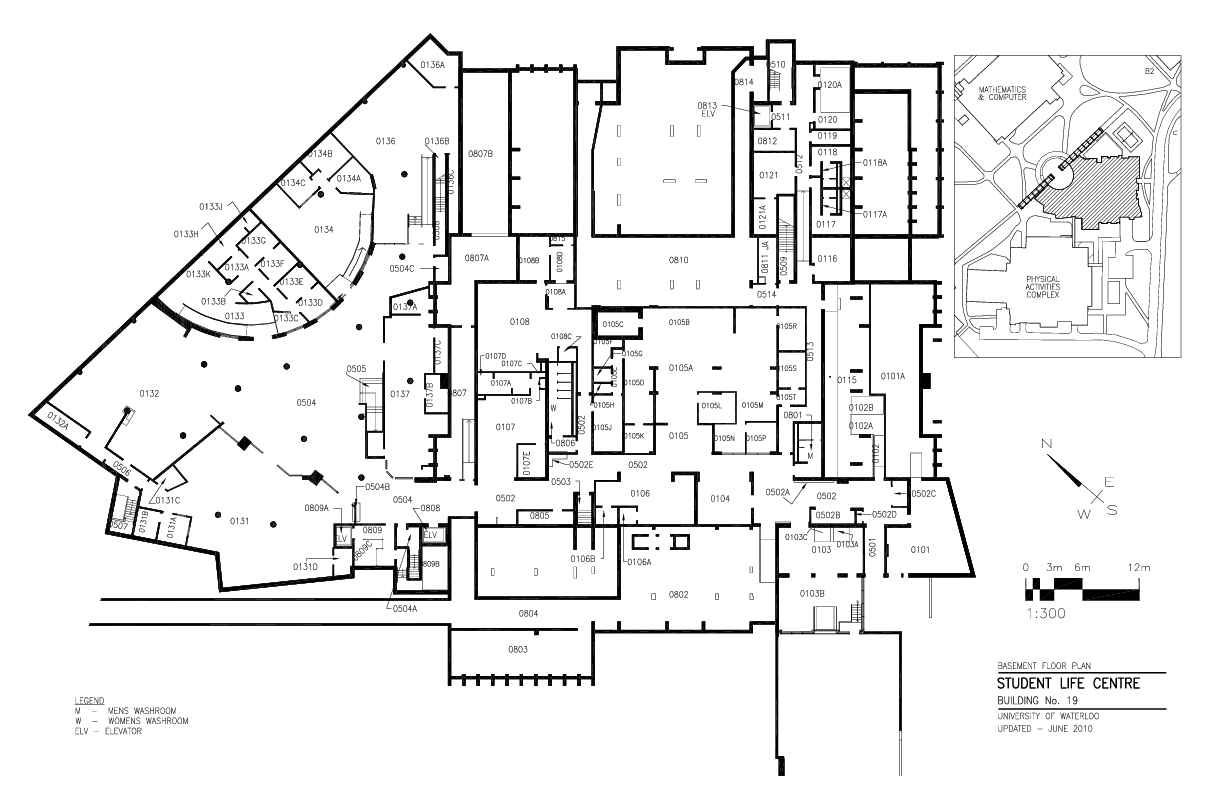 0136A
0510
0814
0120A
B2
MATHEMATICS
& COMPUTER
0813
ELV
0511
0120
0136
0136B
0812
0119
0134B
0807B
0512
0118
0118A
0134C
0134A
0136C
0121
0133J
0121A
0117A
0134
0508
0117
0133H
0133G
0815
0811 JA
0509
0133F
0504C
0807A
0108B
0108D
0810
0116
0133K
0133A
0133E
PHYSICAL
ACTIVITIES
COMPLEX
0133B
0133D
0108A
0514
0133
0133C
0137A
0108
0105C
0105B
0105R
0108C
0105F
0105G
0513
0137C
0107D
0107C
0105E
0105A
0105S
0505
0107A
0105D
0115
0101A
0132
0504
0137
0137B
0807
0107B
0105H
0105L
0105M
0105T
0102B
0132A
W
0502
0801
0102A
0107
0105J
0105K
0105
0105N
0105P
0806
M
0102
N
0506
0107E
0502E
0502
E
0131C
0504B
0503
0502A
0502
0502C
W
S
0507
0131B
0131A
0131
0504
0502
0106
0104
0809A
0808
0805
0502B
0502D
ELV
0809
ELV
0103C
0103
0103A
0501
0101
0809C
0106B
0106A
0131D
0809B
0 3m 6m 12m
0504A
0804
0802
0103B
1:300
0803
BASEMENT FLOOR PLAN
STUDENT LIFE CENTRE
BUILDING No. 19
UNIVERSITY OF WATERLOO
UPDATED – JUNE 2010
LEGEND
M – MENS WASHROOM
W – WOMENS WASHROOM
ELV – ELEVATOR